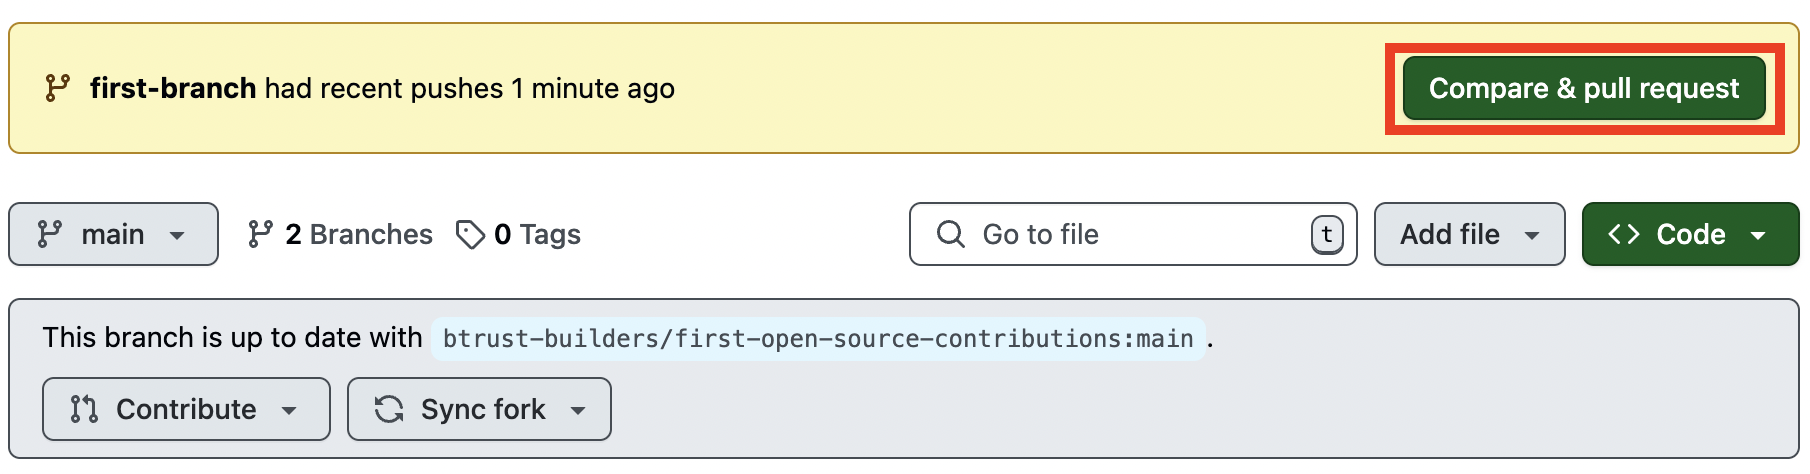 first-branch had recent pushes 1 minute ago
Compare & pull request
main
2 Branches
0 Tags
Go to file
t
Add file
Code
This branch is up to date with btrust-builders/first-open-source-contributions:main .
Contribute
Sync fork